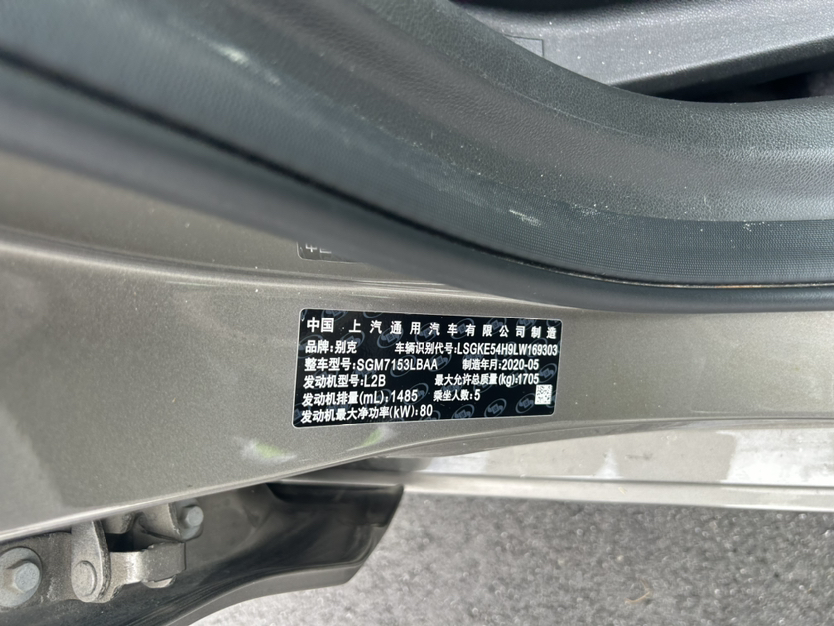 中国 上汽通用汽车有限公司制造
品牌:别克 车辆识别代号:LSGKE54H9LW169303
整车型号:SGM7153LBAA 制造年月:2020-05
发动机型号:L2B 最大允许总质量(kg):1705
发动机排量(mL):1485 乘坐人数:5
发动机最大净功率(kW):80